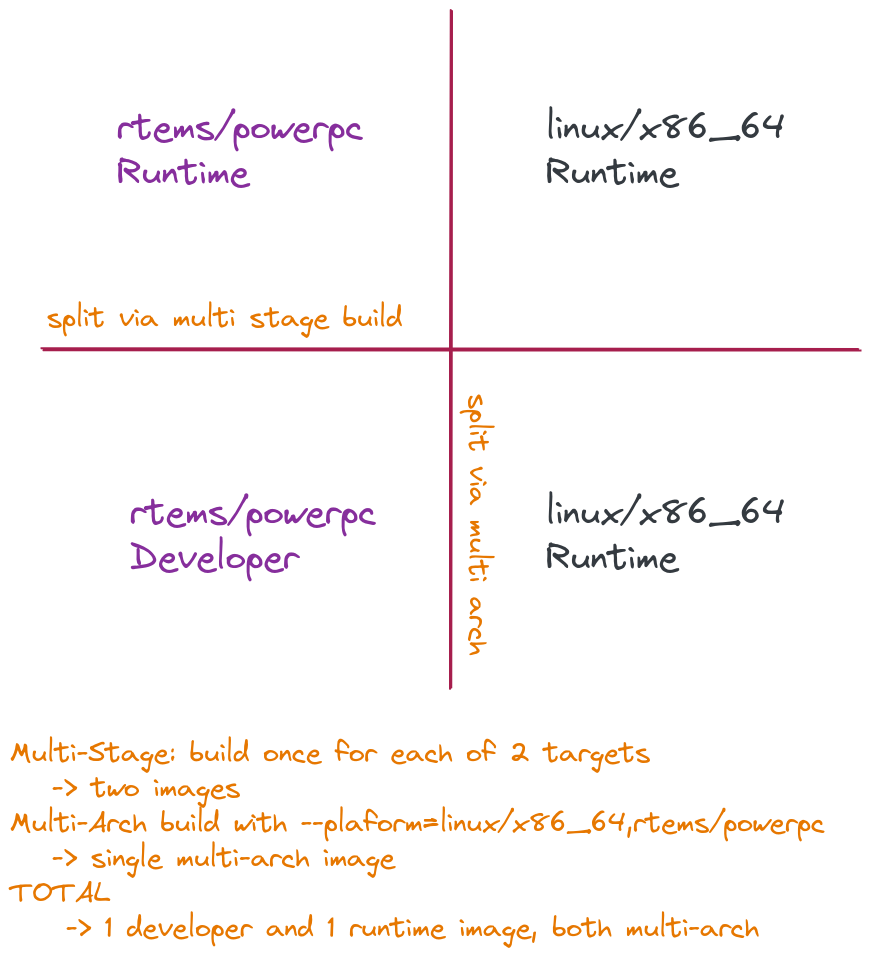 rtems/powerpc
Runtime
linux/x86_64
Runtime
split via multi stage build
split via multi arch
rtems/powerpc
Developer
linux/x86_64
Runtime
Multi-Stage: build once for each of 2 targets
-> two images
Multi-Arch build with --plaform=linux/x86_64,rtems/powerpc
-> single multi-arch image
TOTAL
-> 1 developer and 1 runtime image, both multi-arch